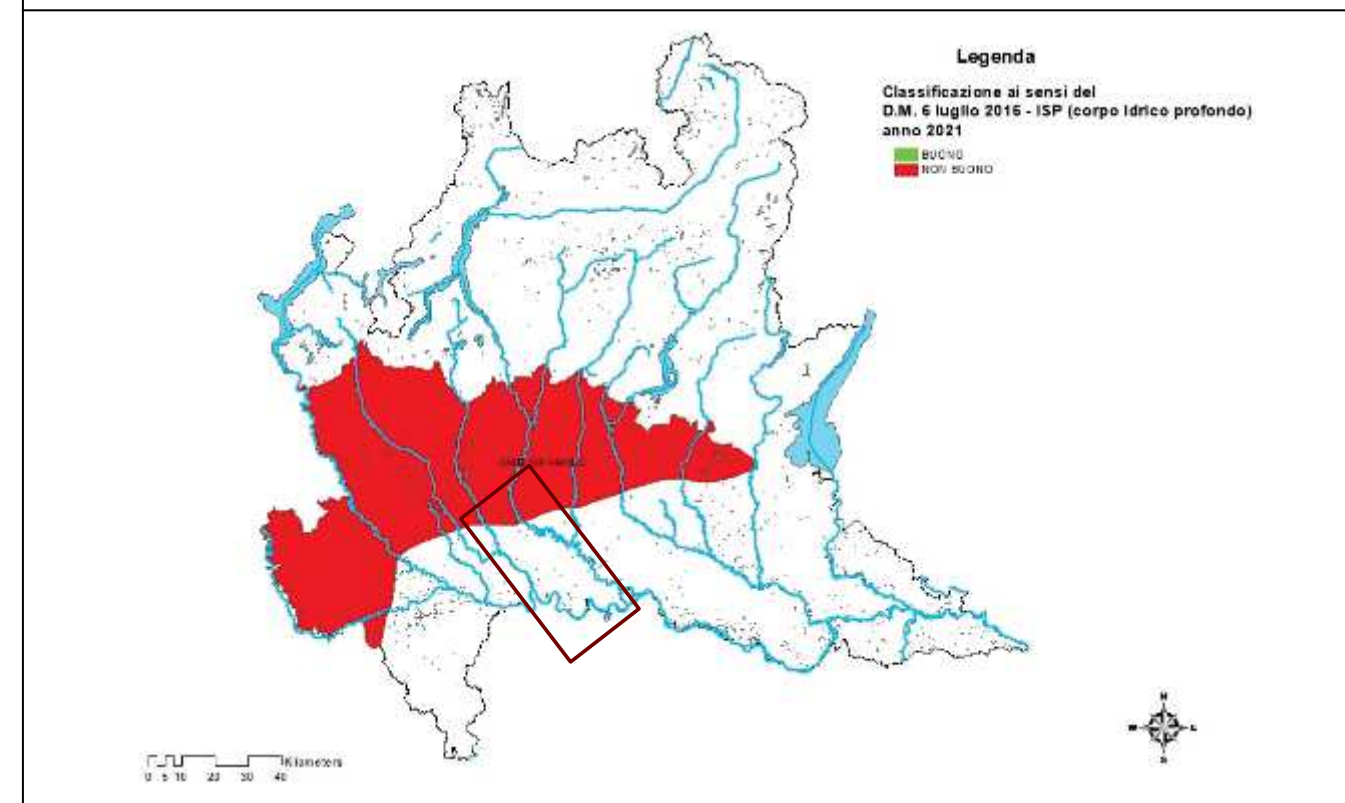 Legenda
Classificazione ai sensi del
D.M. 6 luglio 2016 - ISP (corpo idrico profondo)
anno 2021
BUONO
NON BUONO
N
W E
S
Kilometers
0 5 10 20 30 40